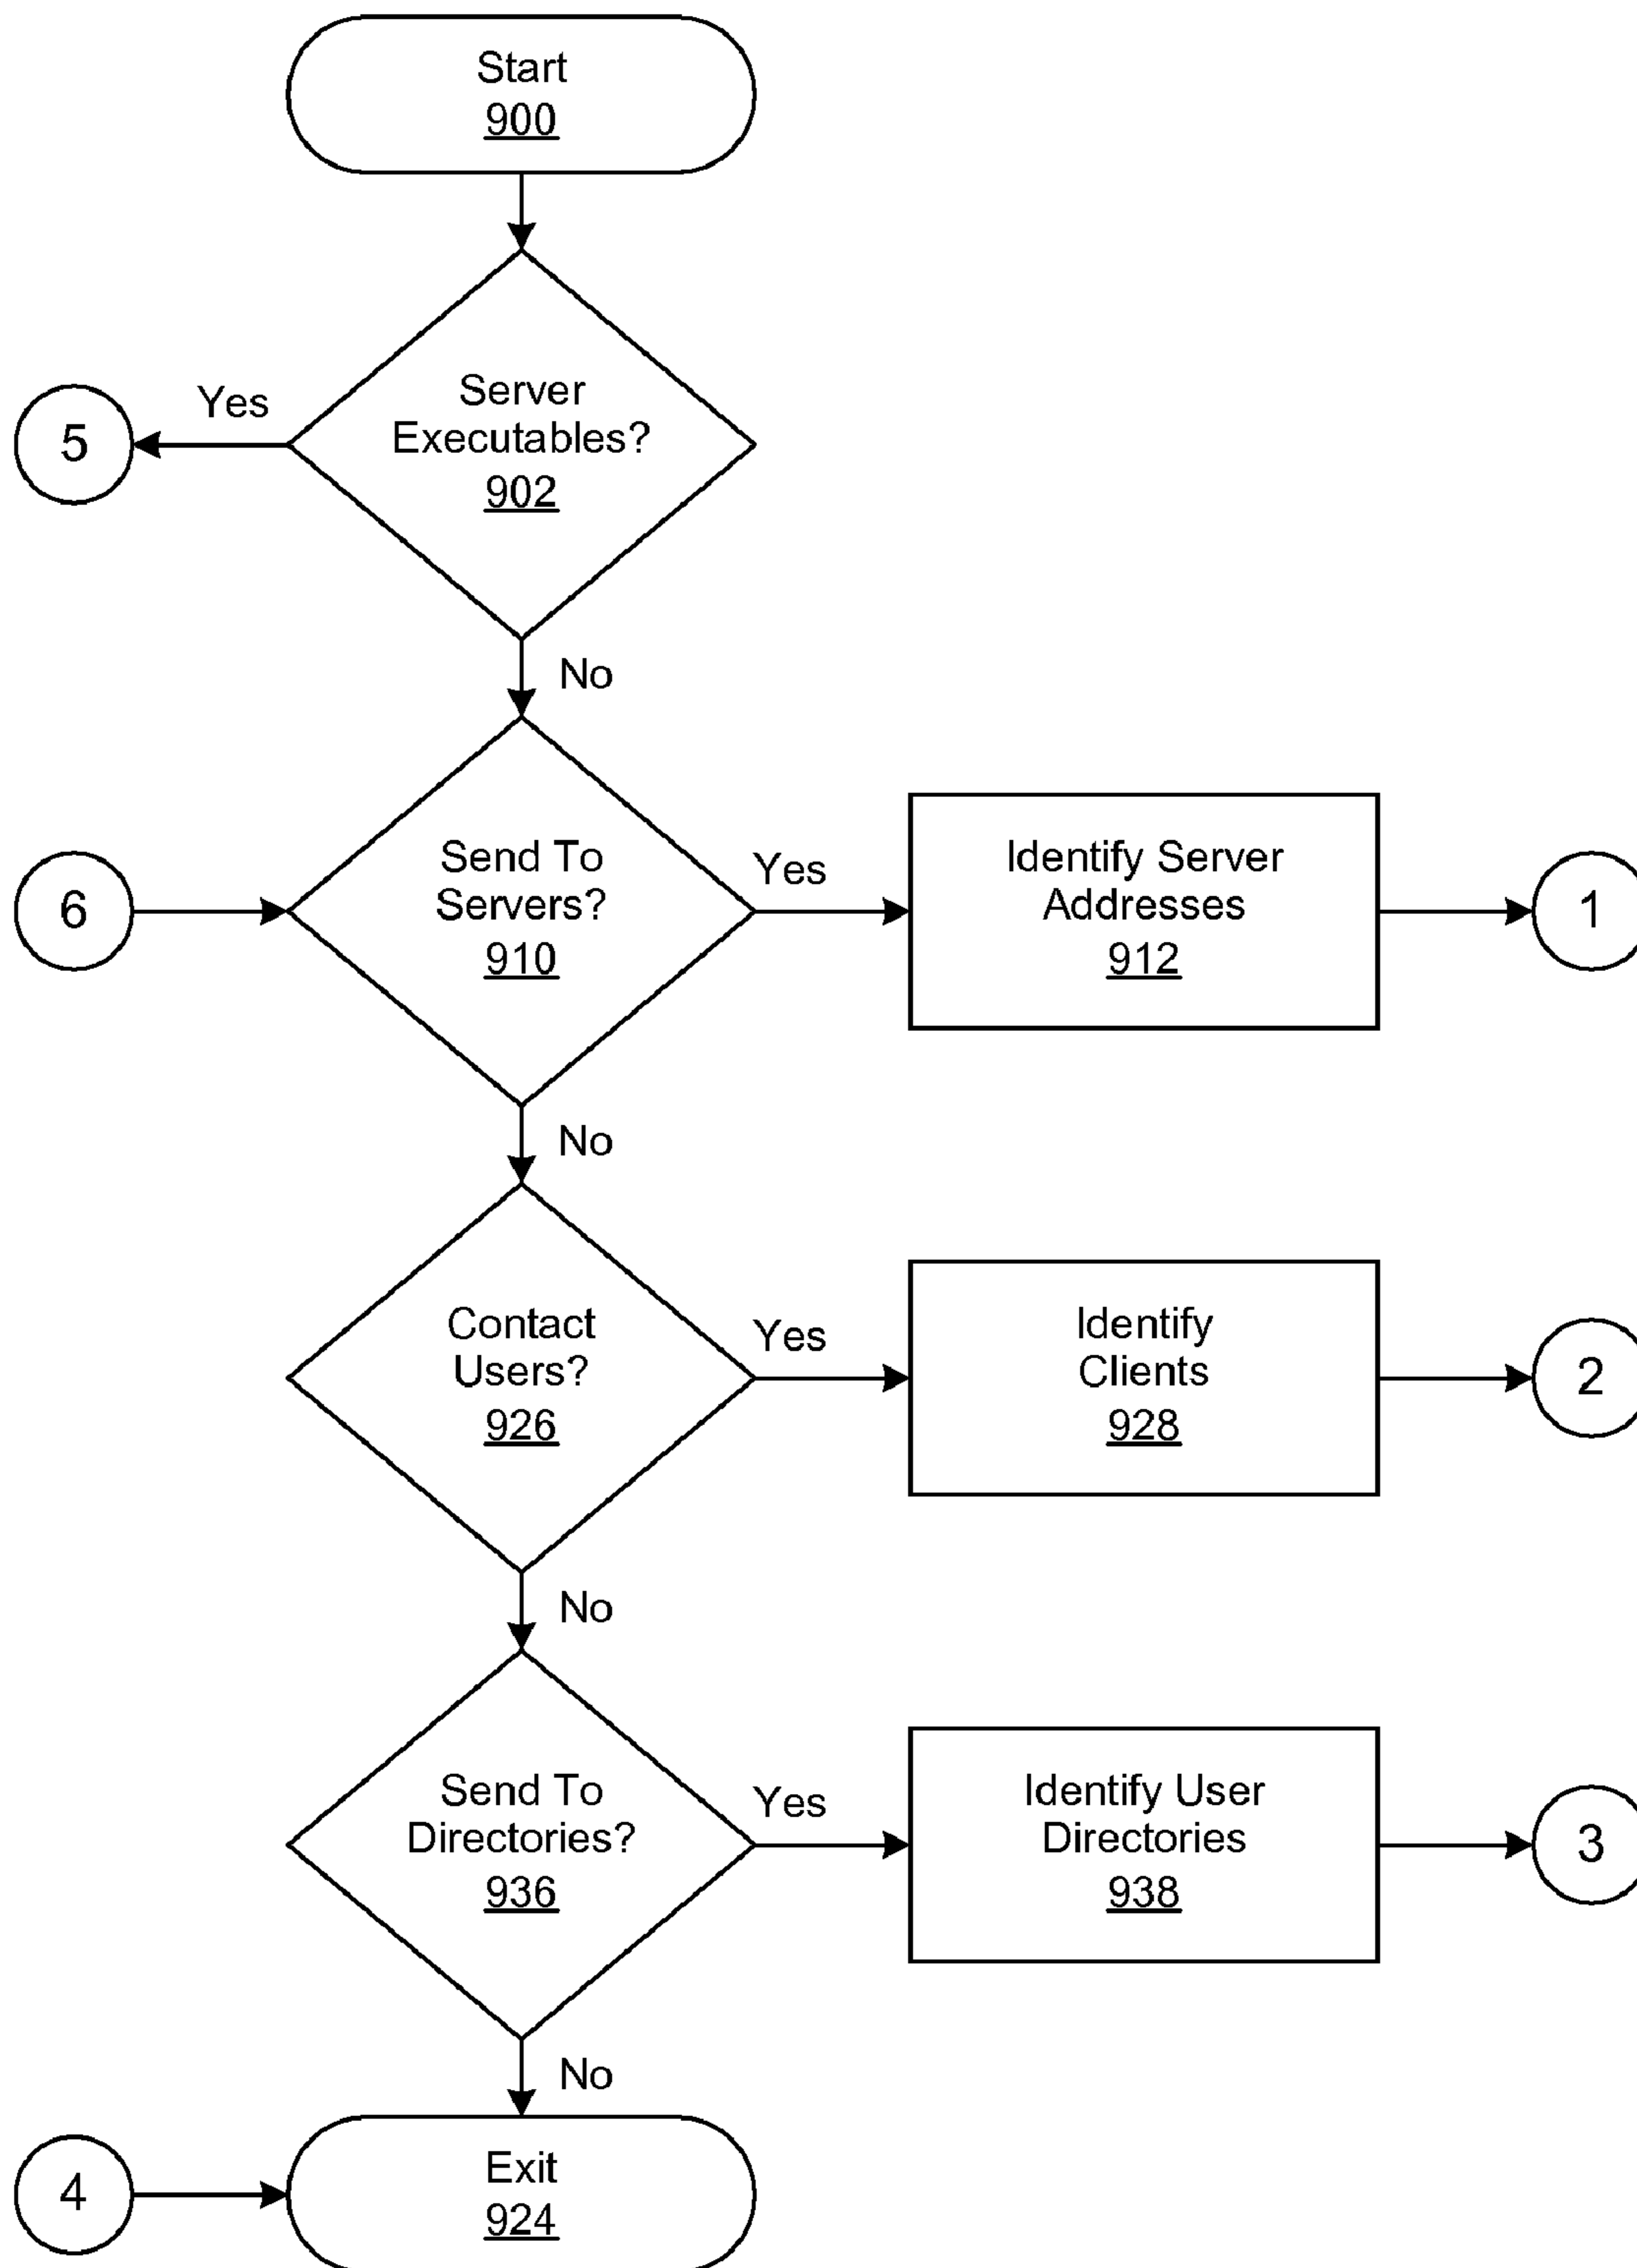 Start
900
Server
Executables?
902
Yes
5
No
6
Send To
Servers?
910
Yes
Identify Server
Addresses
912
1
No
Contact
Users?
926
Yes
Identify
Clients
928
2
No
Send To
Directories?
936
Yes
Identify User
Directories
938
3
No
4
Exit
924